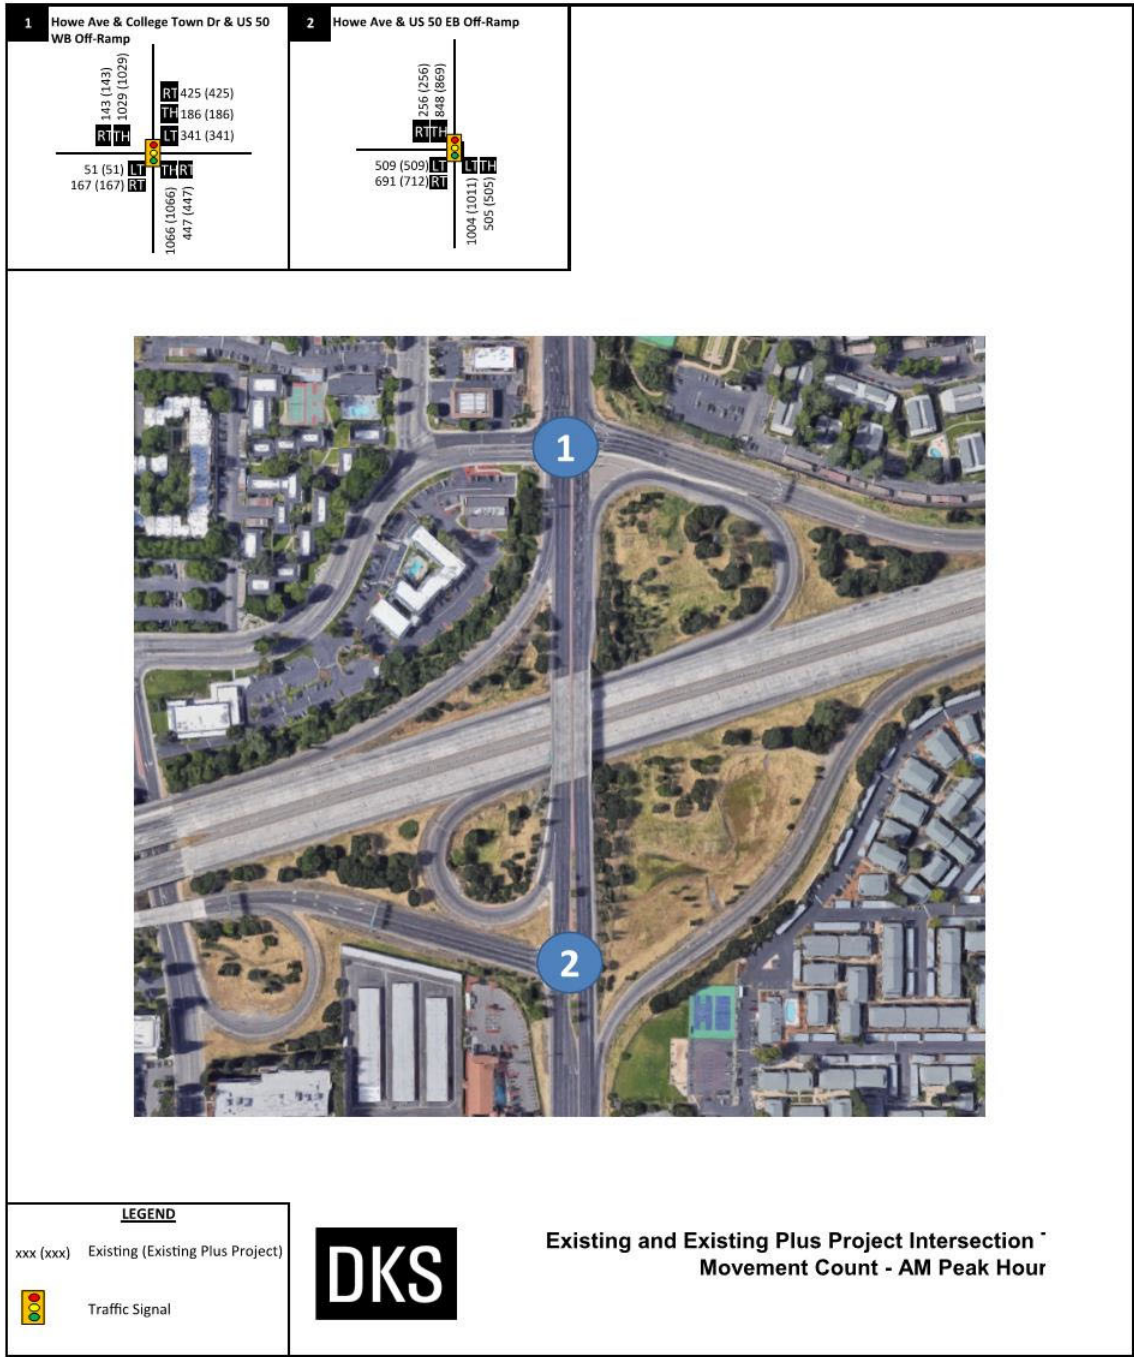 1
Howe Ave & College Town Dr & US 50
WB Off-Ramp
143 (143)
1029 (1029)
RT TH
RT 425 (425)
TH 186 (186)
LT 341 (341)
51 (51) LT
167 (167) RT
TH RT
1066 (1066)
447 (447)
2
Howe Ave & US 50 EB Off-Ramp
256 (256)
848 (869)
RT TH
509 (509) LT
691 (712) RT
LT TH
1004 (1011)
505 (505)
1
2
LEGEND
xxx (xxx) Existing (Existing Plus Project)
Traffic Signal
DKS
Existing and Existing Plus Project Intersection
Movement Count - AM Peak Hour